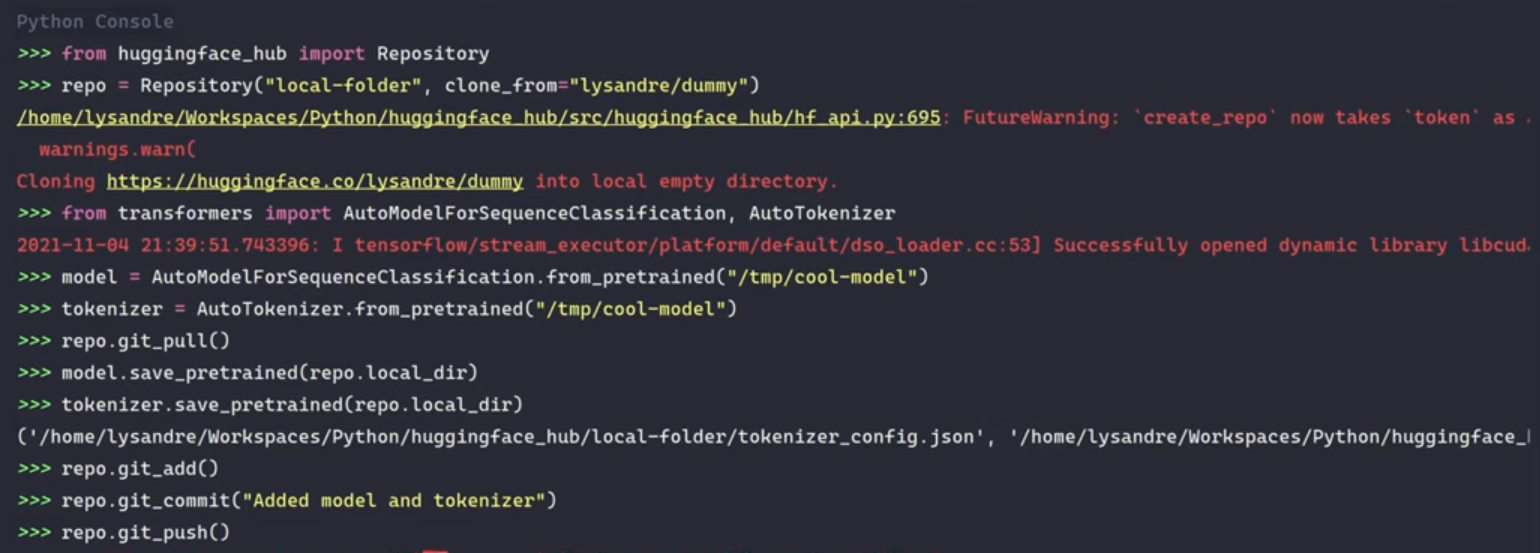 Python Console
>>> from huggingface_hub import Repository
>>> repo = Repository("local-folder", clone_from="lysandre/dummy")
/home/lysandre/Workspaces/Python/huggingface_hub/src/huggingface_hub/hf_api.py:695: FutureWarning: `create_repo` now takes `token` as
  warnings.warn(
Cloning https://huggingface.co/lysandre/dummy into local empty directory.
>>> from transformers import AutoModelForSequenceClassification, AutoTokenizer
2021-11-04 21:39:51.743396: I tensorflow/stream_executor/platform/default/dso_loader.cc:53] Successfully opened dynamic library libcud
>>> model = AutoModelForSequenceClassification.from_pretrained("/tmp/cool-model")
>>> tokenizer = AutoTokenizer.from_pretrained("/tmp/cool-model")
>>> repo.git_pull()
>>> model.save_pretrained(repo.local_dir)
>>> tokenizer.save_pretrained(repo.local_dir)
('/home/lysandre/Workspaces/Python/huggingface_hub/local-folder/tokenizer_config.json', '/home/lysandre/Workspaces/Python/huggingface_
>>> repo.git_add()
>>> repo.git_commit("Added model and tokenizer")
>>> repo.git_push()